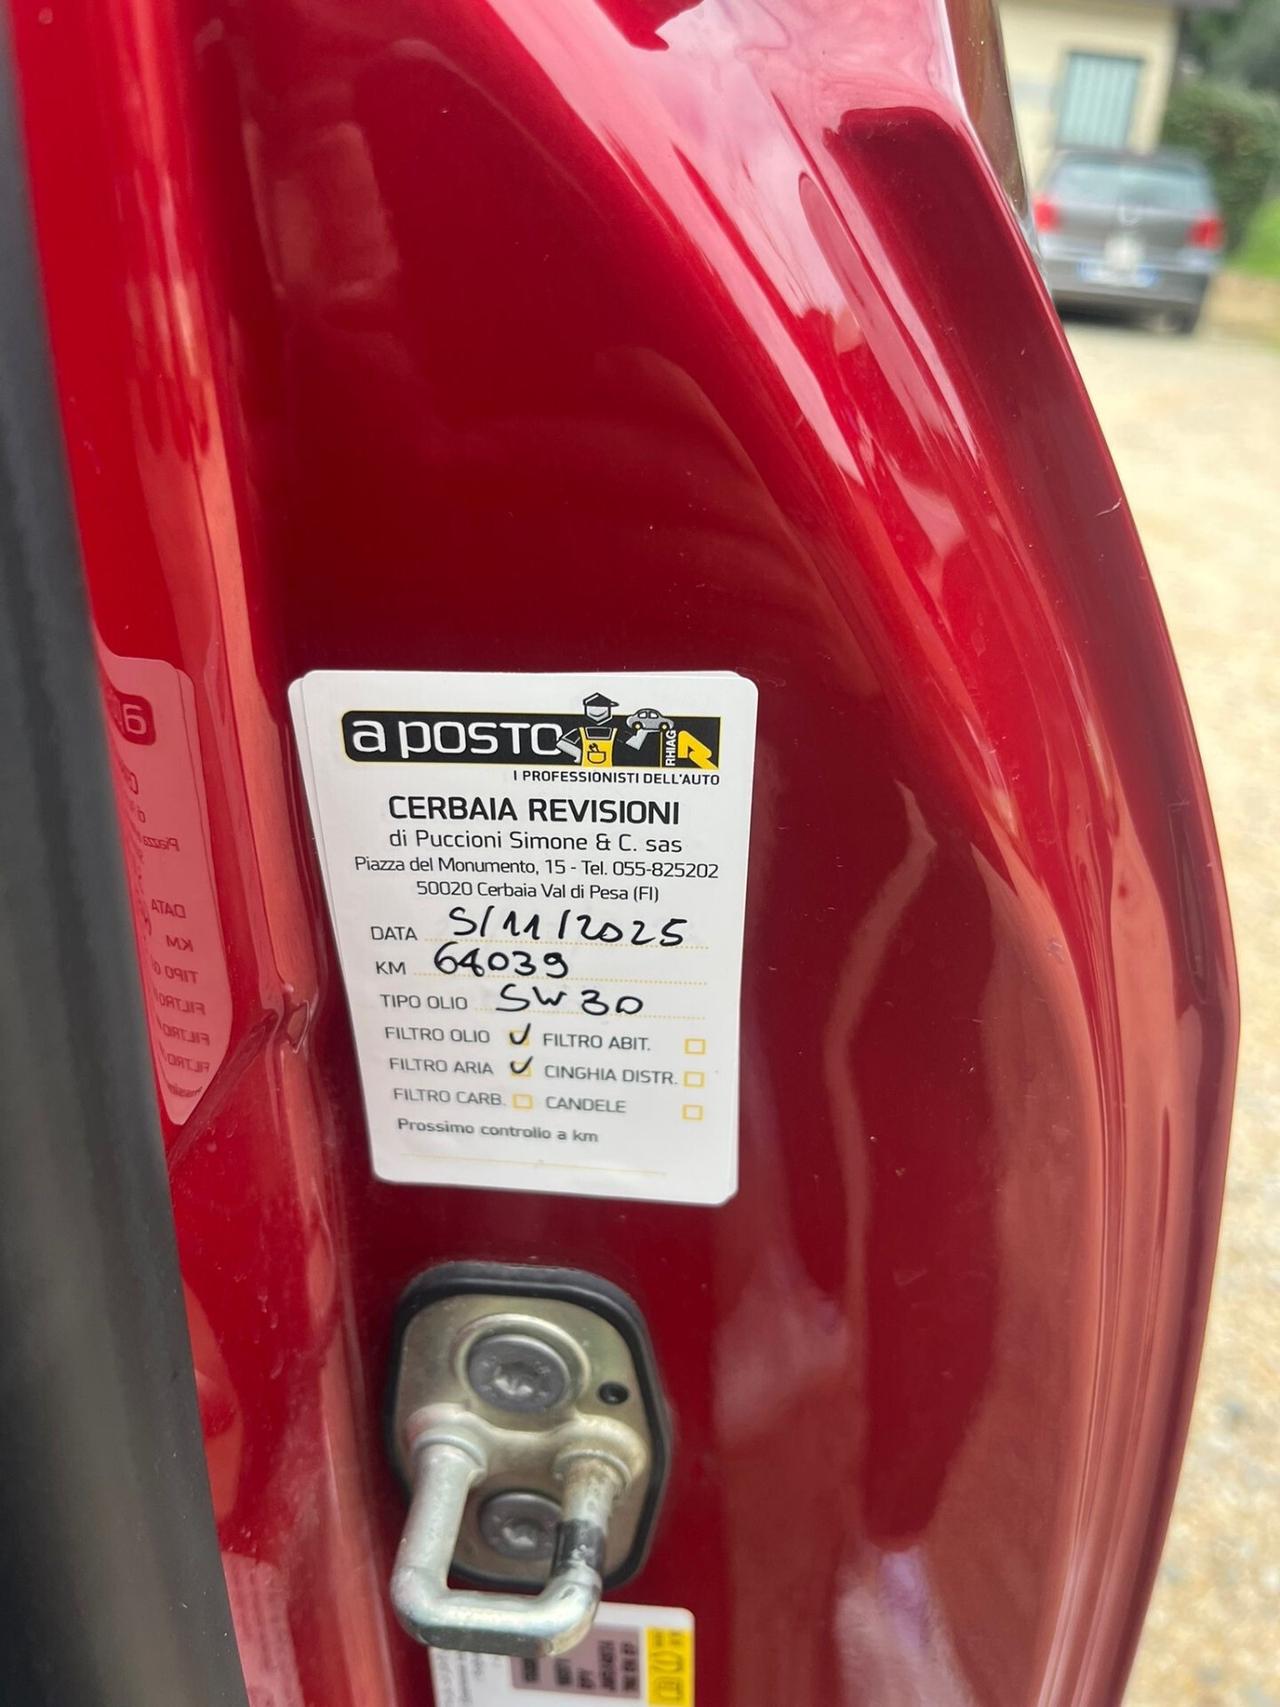 a posto
RHIAG
I PROFESSIONISTI DELL'AUTO
CERBAIA REVISIONI
di Puccioni Simone & C. sas
Piazza del Monumento, 15 - Tel. 055-825202
50020 Cerbaia Val di Pesa (FI)
DATA 5/11/2025
KM 64039
TIPO OLIO 5W30
FILTRO OLIO ✓ FILTRO ABIT.
FILTRO ARIA ✓ CINGHIA DISTR.
FILTRO CARB. CANDELE
Prossimo controllo a km